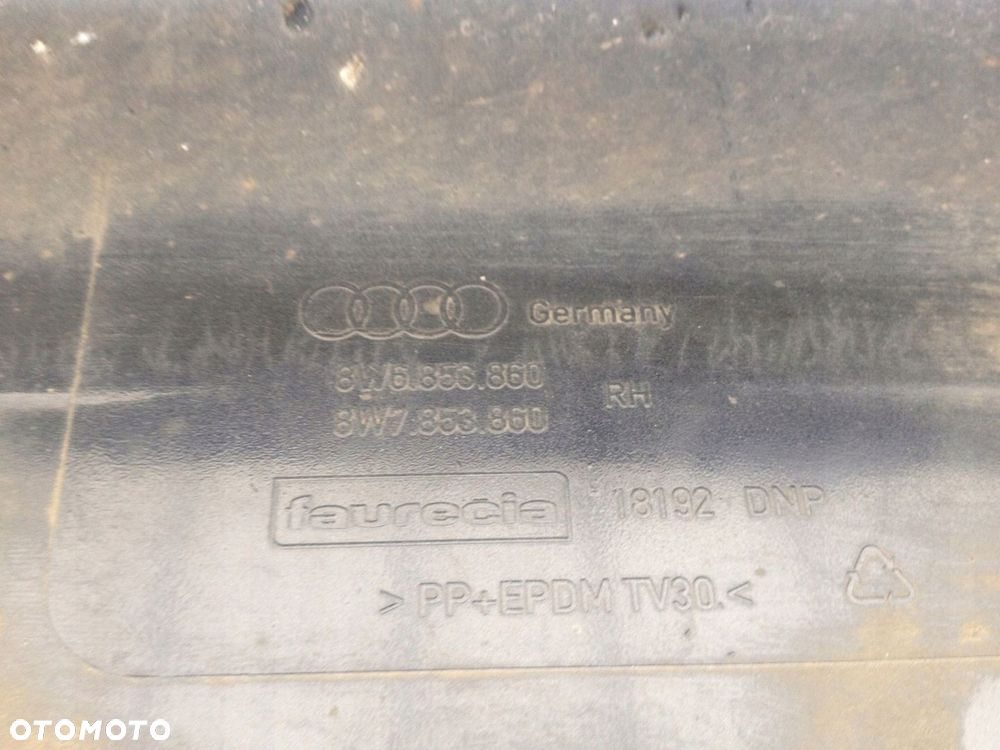 Germany
8W6.853.860
RH
8W7.853.860
faurecia
18192 DNP
> PP+EPDM TV30.<
OTOMOTO